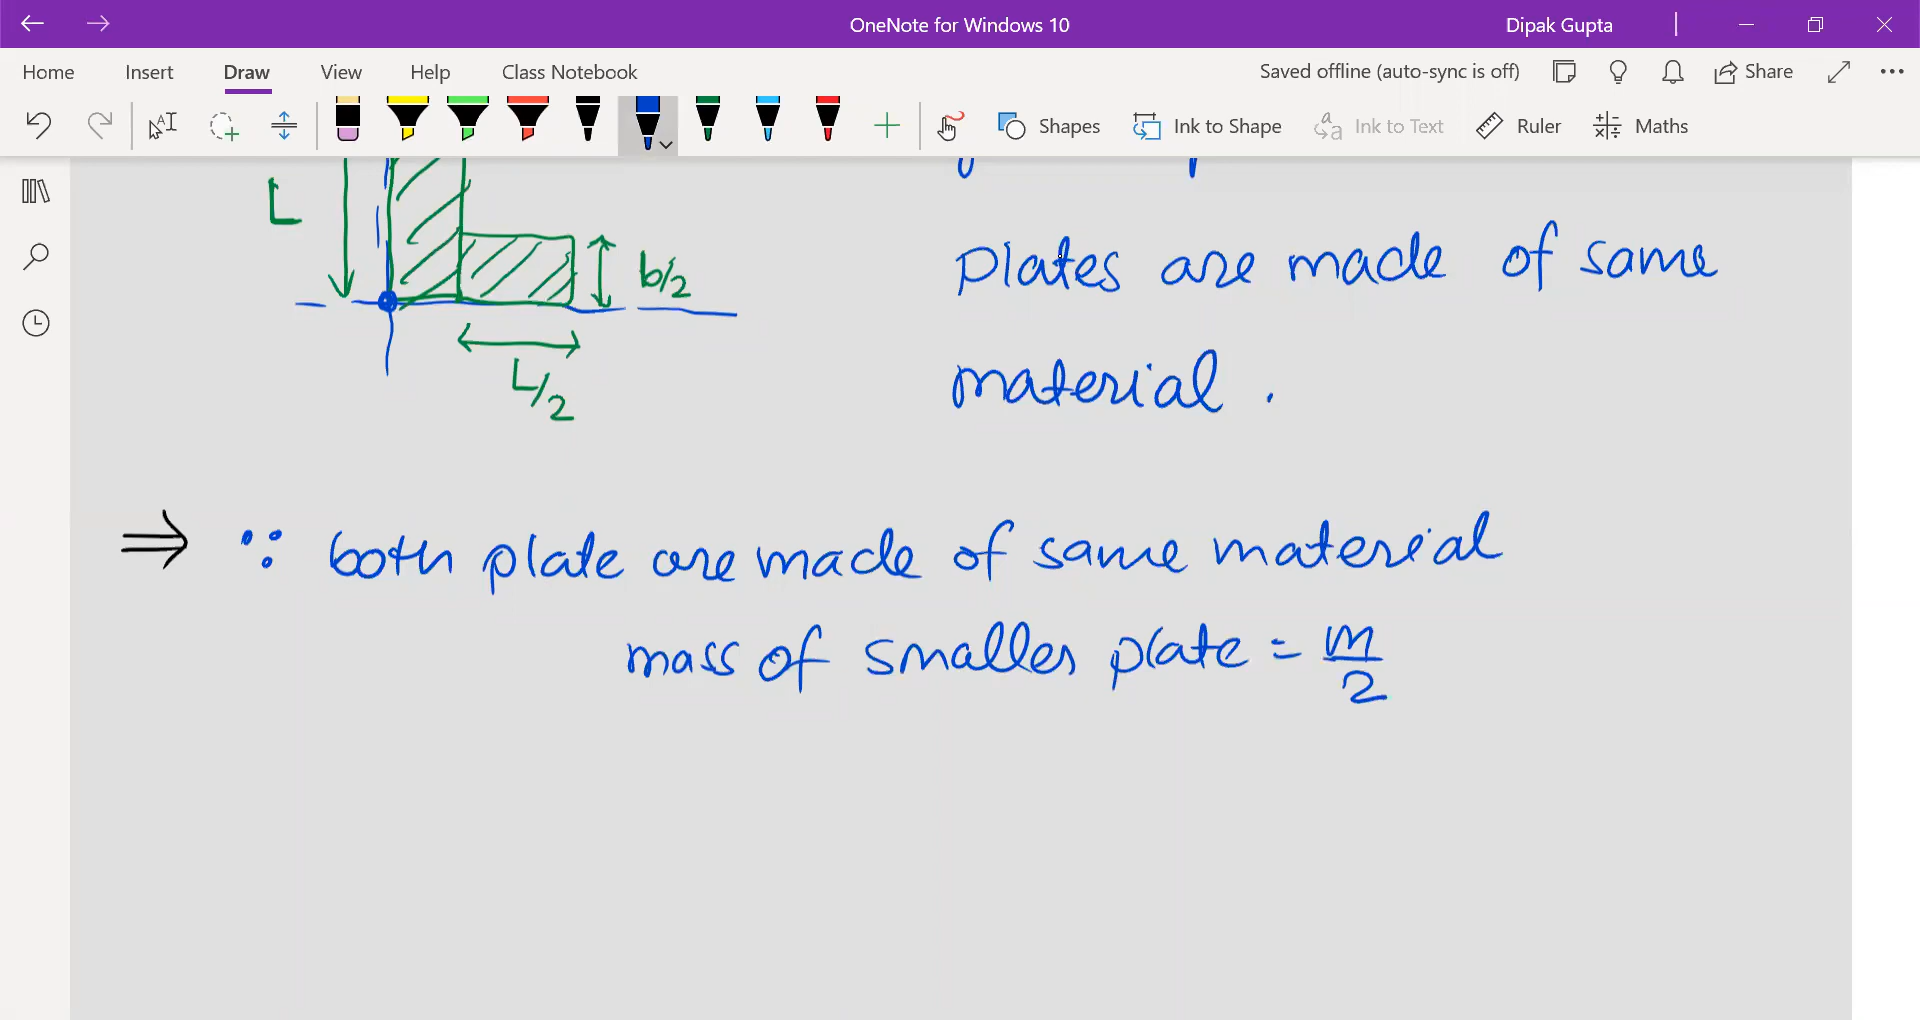 OneNote for Windows 10
Dipak Gupta
Home Insert Draw View Help Class Notebook
Saved offline (auto-sync is off) Share
Shapes Ink to Shape Ink to Text Ruler Maths
L
b/2
L/2
plates are made of same
material .
⇒ ∵ both plate are made of same material
mass of smaller plate = m/2